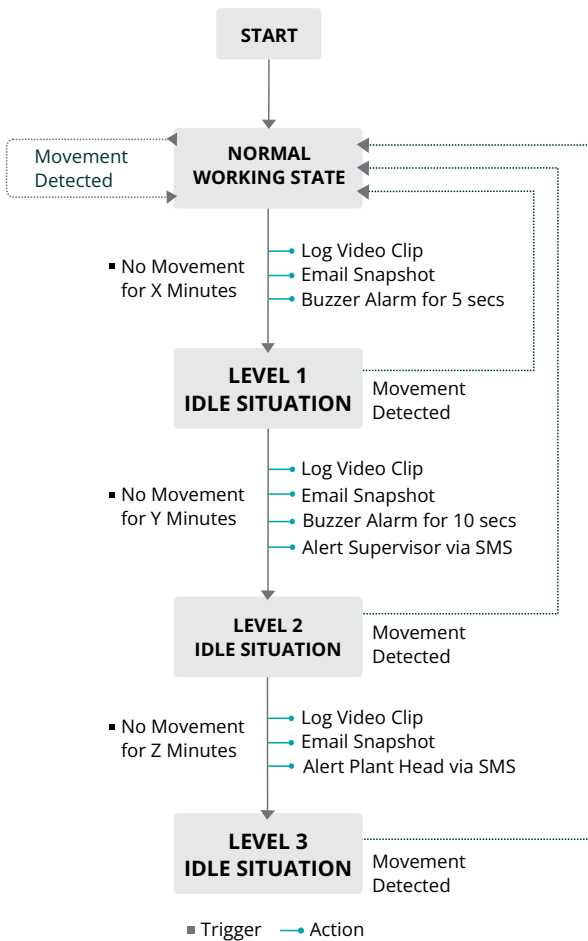 START
Movement
Detected
NORMAL
WORKING STATE
No Movement
for X Minutes
Log Video Clip
Email Snapshot
Buzzer Alarm for 5 secs
LEVEL 1
IDLE SITUATION
Movement
Detected
No Movement
for Y Minutes
Log Video Clip
Email Snapshot
Buzzer Alarm for 10 secs
Alert Supervisor via SMS
LEVEL 2
IDLE SITUATION
Movement
Detected
No Movement
for Z Minutes
Log Video Clip
Email Snapshot
Alert Plant Head via SMS
LEVEL 3
IDLE SITUATION
Movement
Detected
Trigger
Action